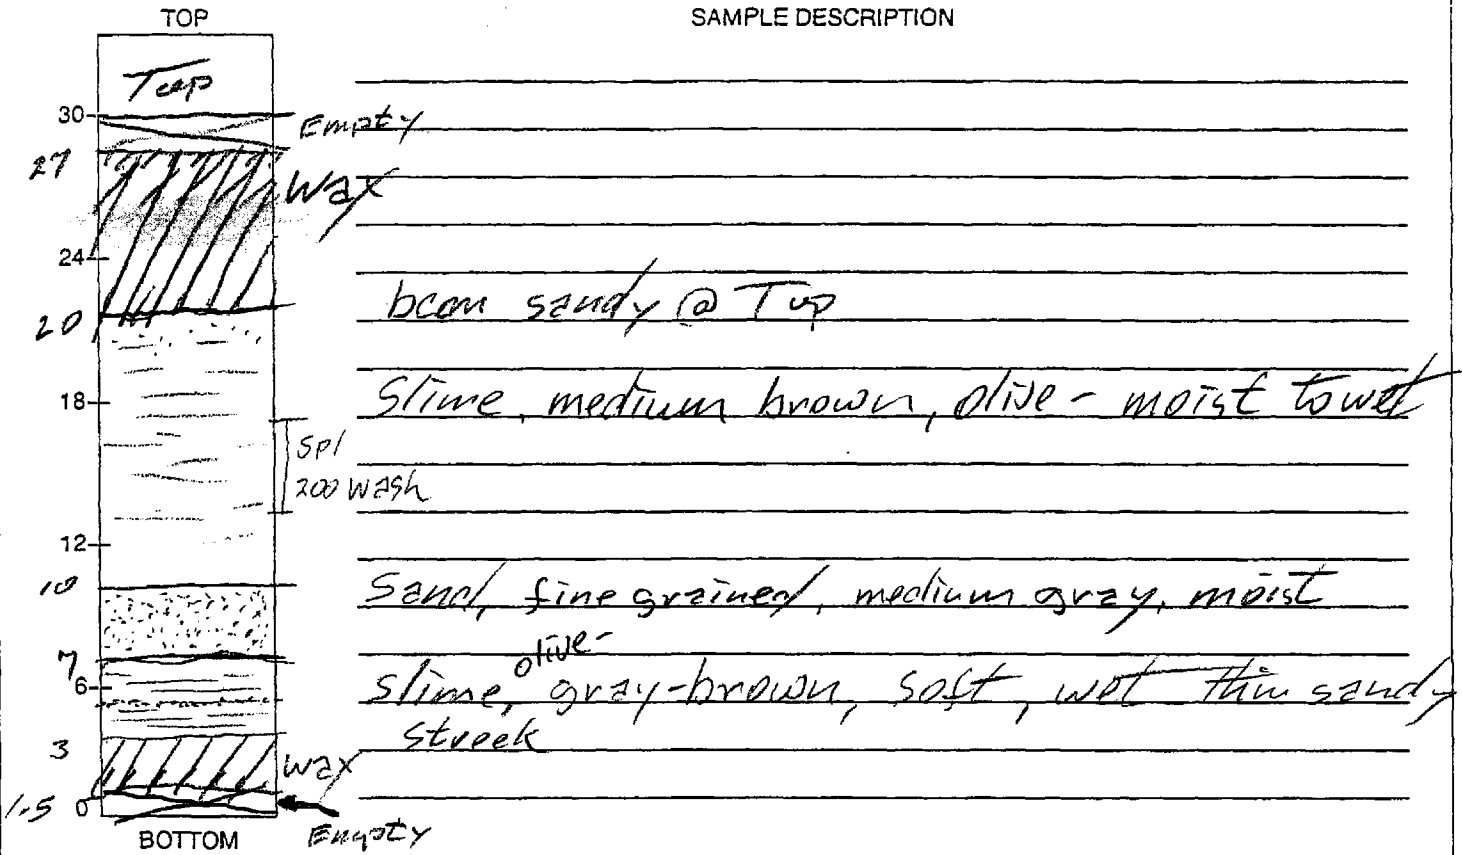 TOP SAMPLE DESCRIPTION
Top
30
Empty
27
Wax
24
becom sandy @ Top
20
Slime, medium brown, olive - moist to wet
18
Spl
200 Wash
12
10
Sand, fine grained, medium gray, moist
7
olive-
6
slime, gray-brown, soft, wet thin sandy
streek
3
Wax
1.5 0
Empty
BOTTOM